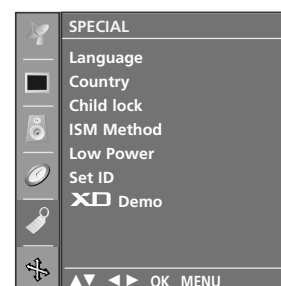 SPECIAL
Language
Country
Child lock
ISM Method
Low Power
Set ID
XD Demo
▲▼ ◄► OK MENU